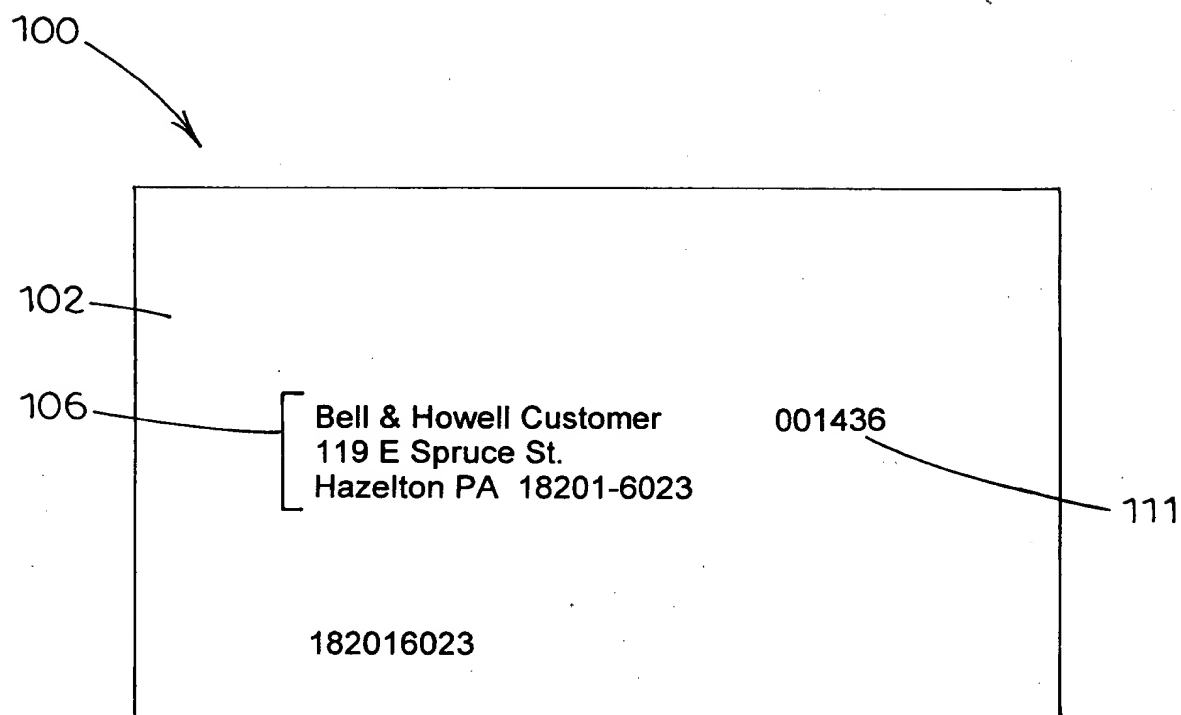 100
102
106
Bell & Howell Customer 001436
119 E Spruce St.
Hazelton PA 18201-6023
111
182016023